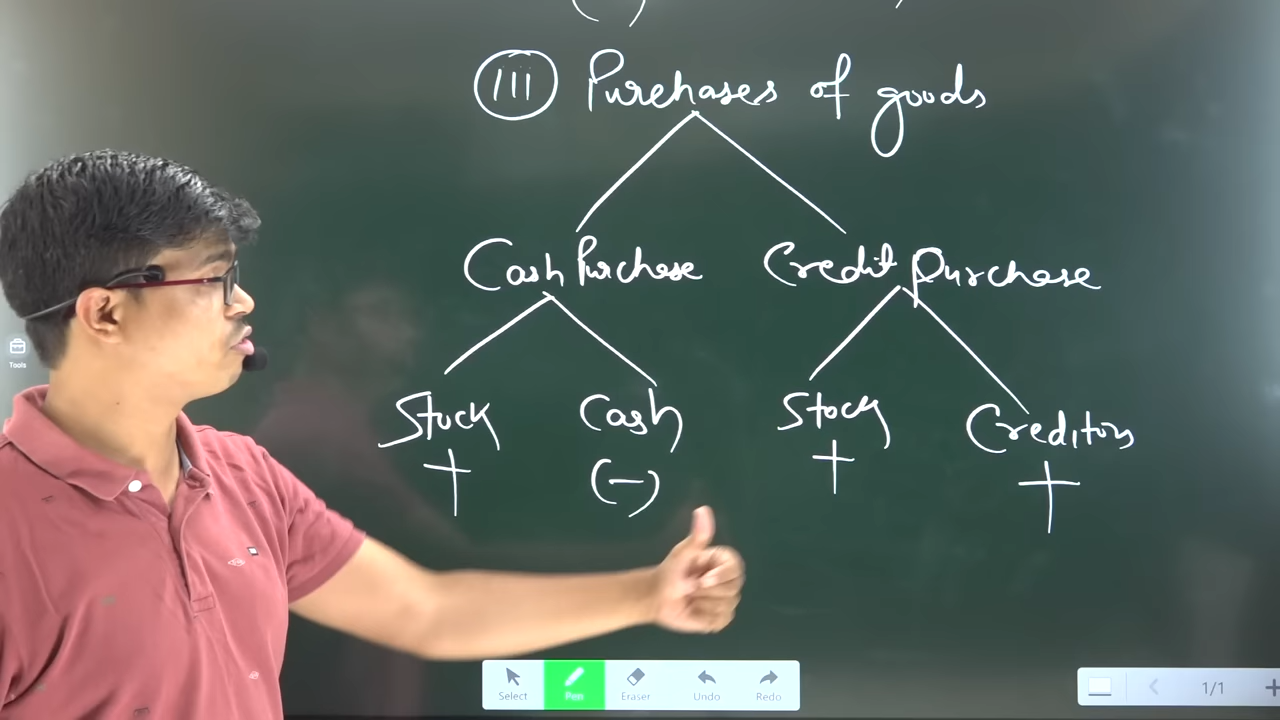 (III) Purchases of goods
Cash Purchase Credit purchase
Stock Cash Stock Creditors
+ (-) + +
Tools
Select Pen Eraser Undo Redo
1/1 +